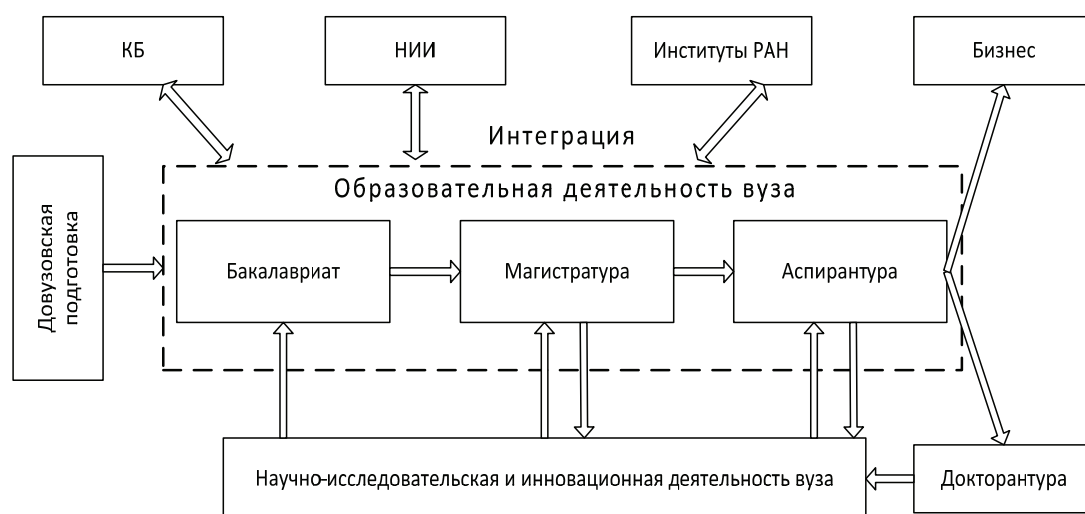 КБ
НИИ
Институты РАН
Бизнес
Интеграция
Образовательная деятельность вуза
Довузовская
подготовка
Бакалавриат
Магистратура
Аспирантура
Научно-исследовательская и инновационная деятельность вуза
Докторантура